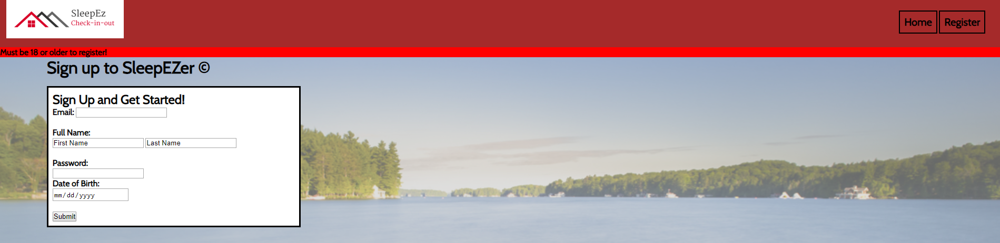 SleepEz
Check-in-out
Home Register
Must be 18 or older to register!
Sign up to SleepEZer ©
Sign Up and Get Started!
Email:
Full Name:
First Name Last Name
Password:
Date of Birth:
mm/dd/yyyy
Submit